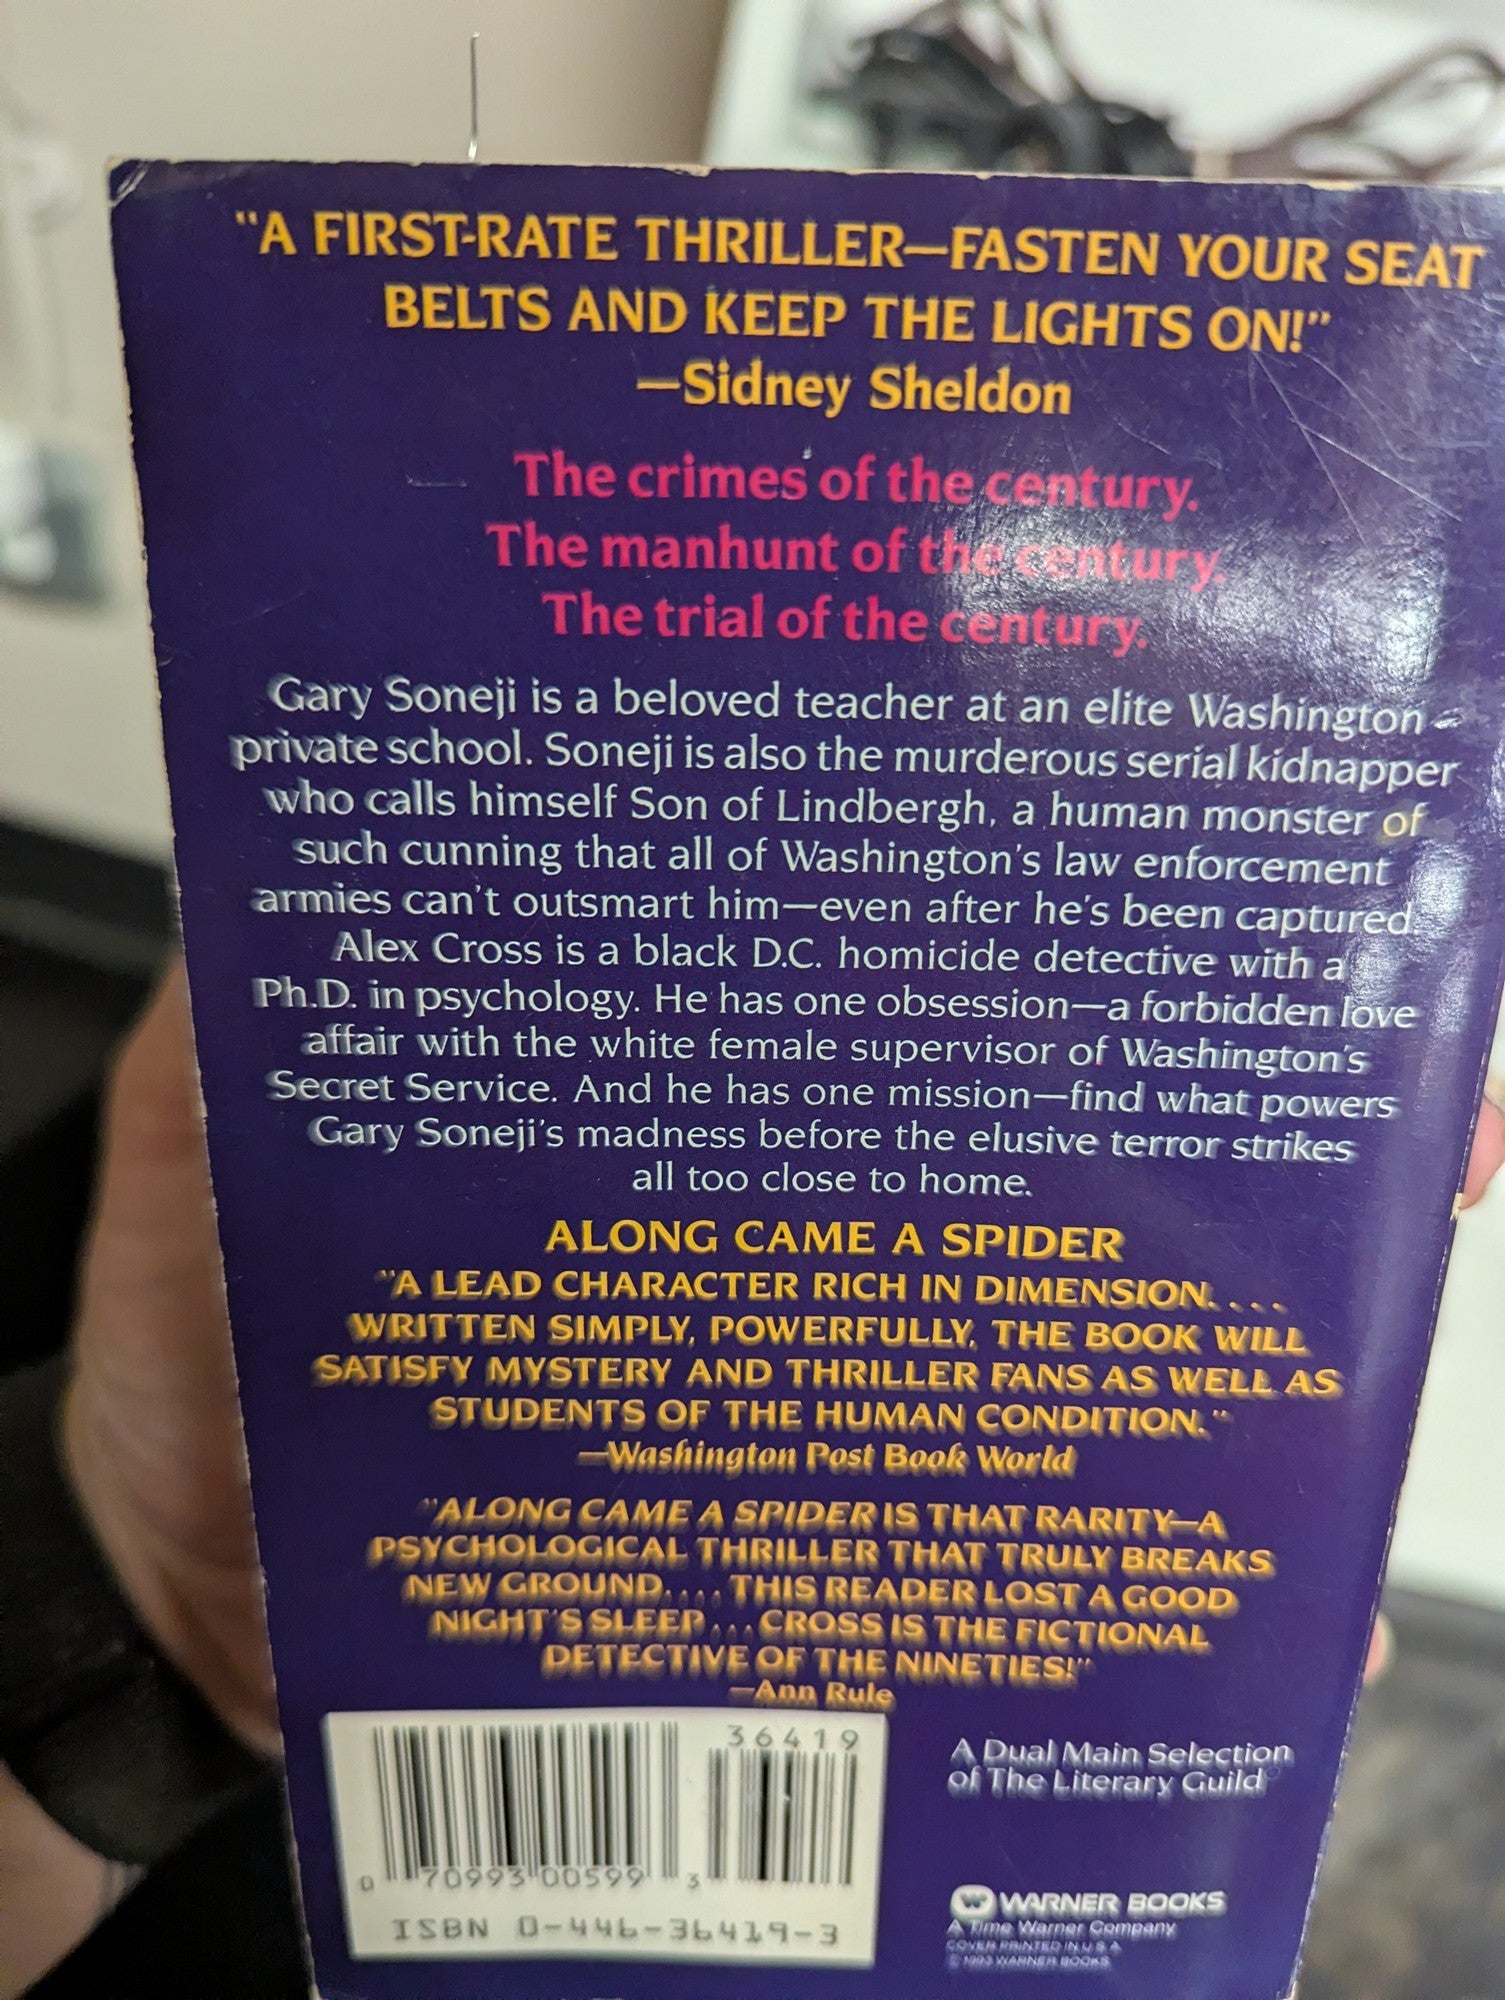 "A FIRST-RATE THRILLER—FASTEN YOUR SEAT
BELTS AND KEEP THE LIGHTS ON!"
—Sidney Sheldon
The crimes of the century.
The manhunt of the century.
The trial of the century.
Gary Soneji is a beloved teacher at an elite Washington
private school. Soneji is also the murderous serial kidnapper
who calls himself Son of Lindbergh, a human monster of
such cunning that all of Washington's law enforcement
armies can't outsmart him—even after he's been captured.
Alex Cross is a black D.C. homicide detective with a
Ph.D. in psychology. He has one obsession—a forbidden love
affair with the white female supervisor of Washington's
Secret Service. And he has one mission—find what powers
Gary Soneji's madness before the elusive terror strikes
all too close to home.
ALONG CAME A SPIDER
"A LEAD CHARACTER RICH IN DIMENSION. . . .
WRITTEN SIMPLY, POWERFULLY, THE BOOK WILL
SATISFY MYSTERY AND THRILLER FANS AS WELL AS
STUDENTS OF THE HUMAN CONDITION."
—Washington Post Book World
"ALONG CAME A SPIDER IS THAT RARITY—A
PSYCHOLOGICAL THRILLER THAT TRULY BREAKS
NEW GROUND. . . . THIS READER LOST A GOOD
NIGHT'S SLEEP. . . . CROSS IS THE FICTIONAL
DETECTIVE OF THE NINETIES!"
—Ann Rule
36419
0 70993 00599 3
ISBN 0-446-36419-3
A Dual Main Selection
of The Literary Guild
W WARNER BOOKS
A Time Warner Company
COVER PRINTED IN U S A
© 1993 WARNER BOOKS